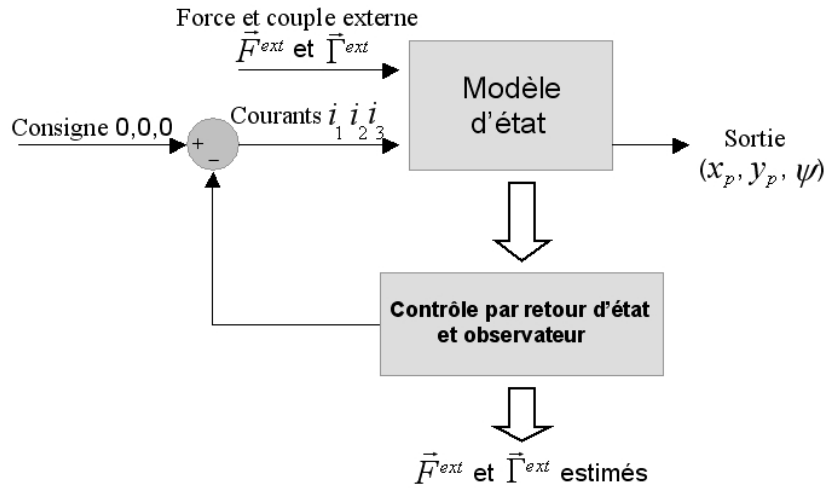 Force et couple externe
F⃗ᵉˣᵗ et Γ⃗ᵉˣᵗ
Modèle
d'état
Consigne 0,0,0
+
−
Courants i₁ i₂ i₃
Sortie
(xₚ, yₚ, ψ)
Contrôle par retour d'état
et observateur
F⃗ᵉˣᵗ et Γ⃗ᵉˣᵗ estimés